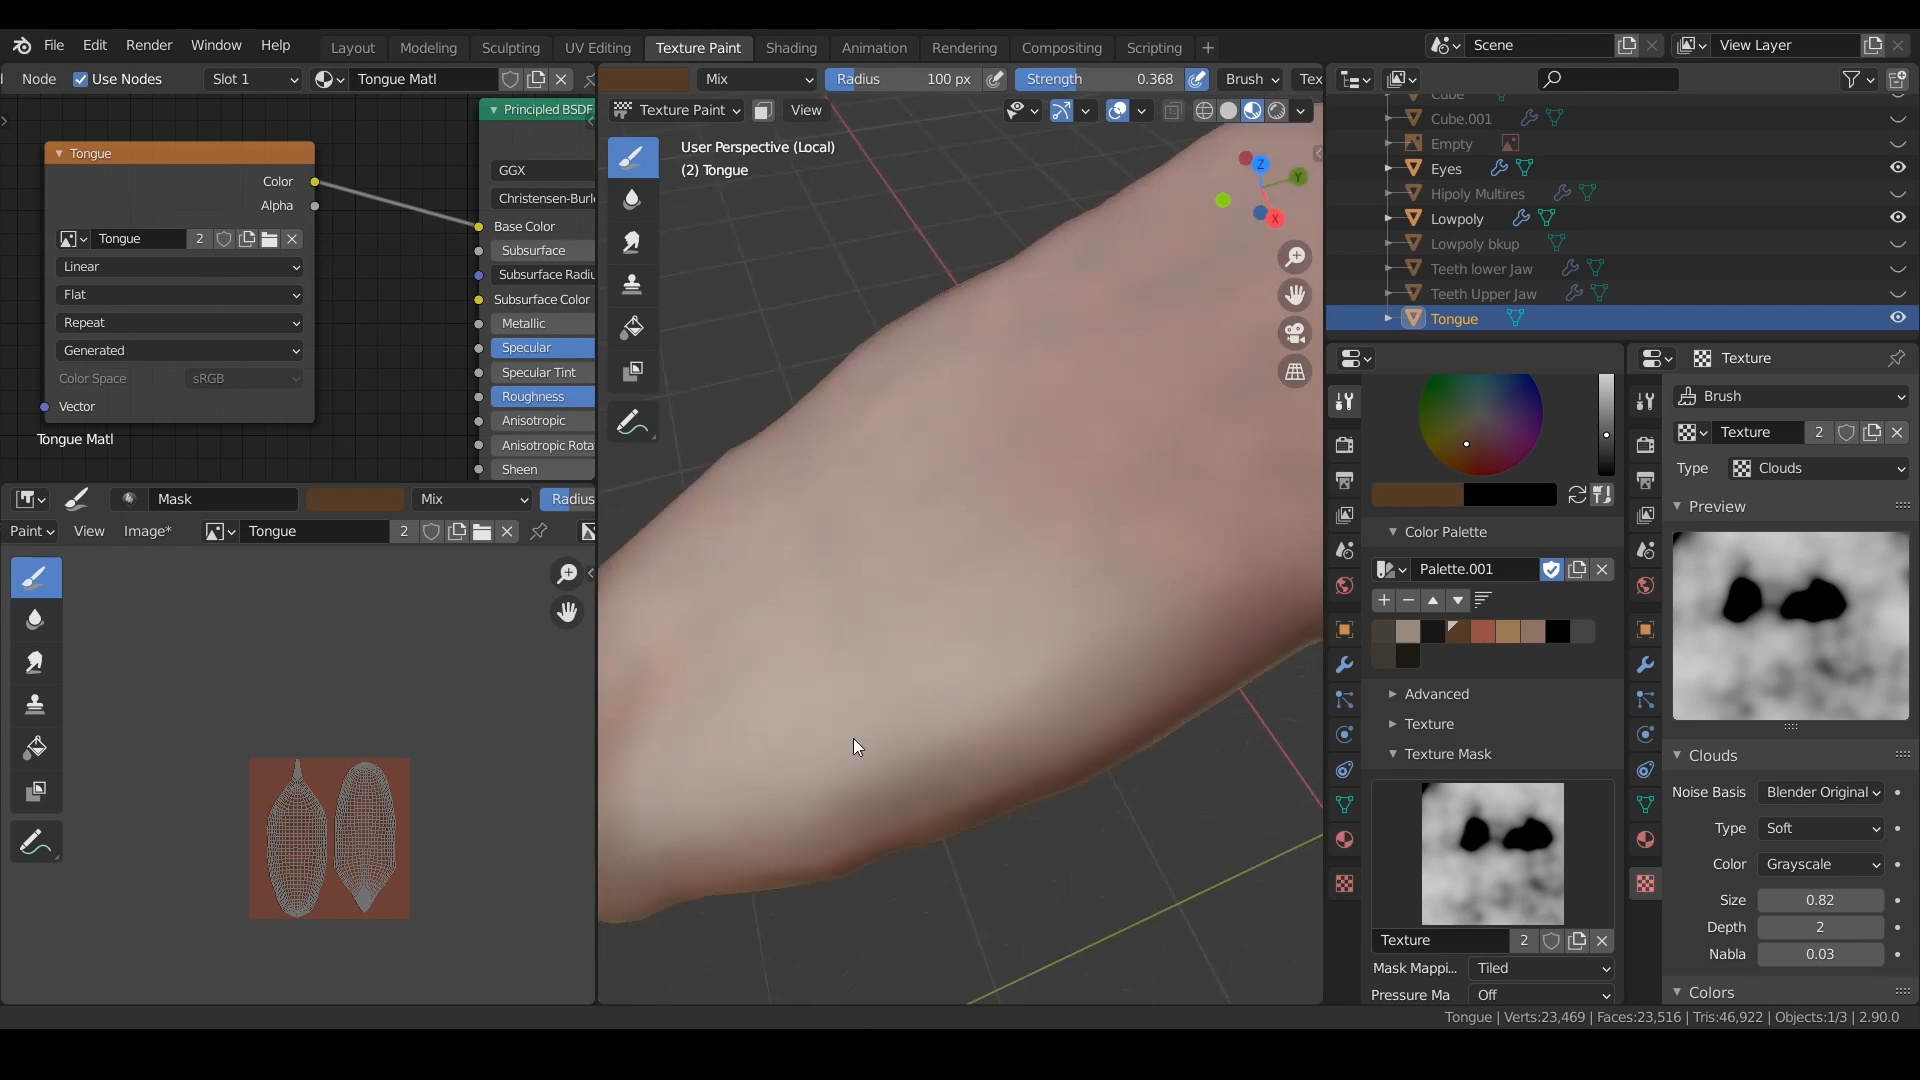 File Edit Render Window Help Layout Modeling Sculpting UV Editing Texture Paint Shading Animation Rendering Compositing Scripting + Scene View Layer
Node Use Nodes Slot 1 Tongue Matl
Mix Radius 100 px Strength 0.368 Brush Tex
Texture Paint View
User Perspective (Local)
(2) Tongue
Z
Y
X
Tongue
Color
Alpha
Tongue 2
Linear
Flat
Repeat
Generated
Color Space sRGB
Vector
Tongue Matl
Principled BSDF
GGX
Christensen-Burl
Base Color
Subsurface
Subsurface Radiu
Subsurface Color
Metallic
Specular
Specular Tint
Roughness
Anisotropic
Anisotropic Rota
Sheen
Mask Mix Radius
Paint View Image* Tongue 2
Cube
Cube.001
Empty
Eyes
Hipoly Multires
Lowpoly
Lowpoly bkup
Teeth lower Jaw
Teeth Upper Jaw
Tongue
Color Palette
Palette.001
Advanced
Texture
Texture Mask
Texture 2
Mask Mappi... Tiled
Pressure Ma Off
Texture
Brush
Texture 2
Type Clouds
Preview
Clouds
Noise Basis Blender Original
Type Soft
Color Grayscale
Size 0.82
Depth 2
Nabla 0.03
Colors
Tongue | Verts:23,469 | Faces:23,516 | Tris:46,922 | Objects:1/3 | 2.90.0